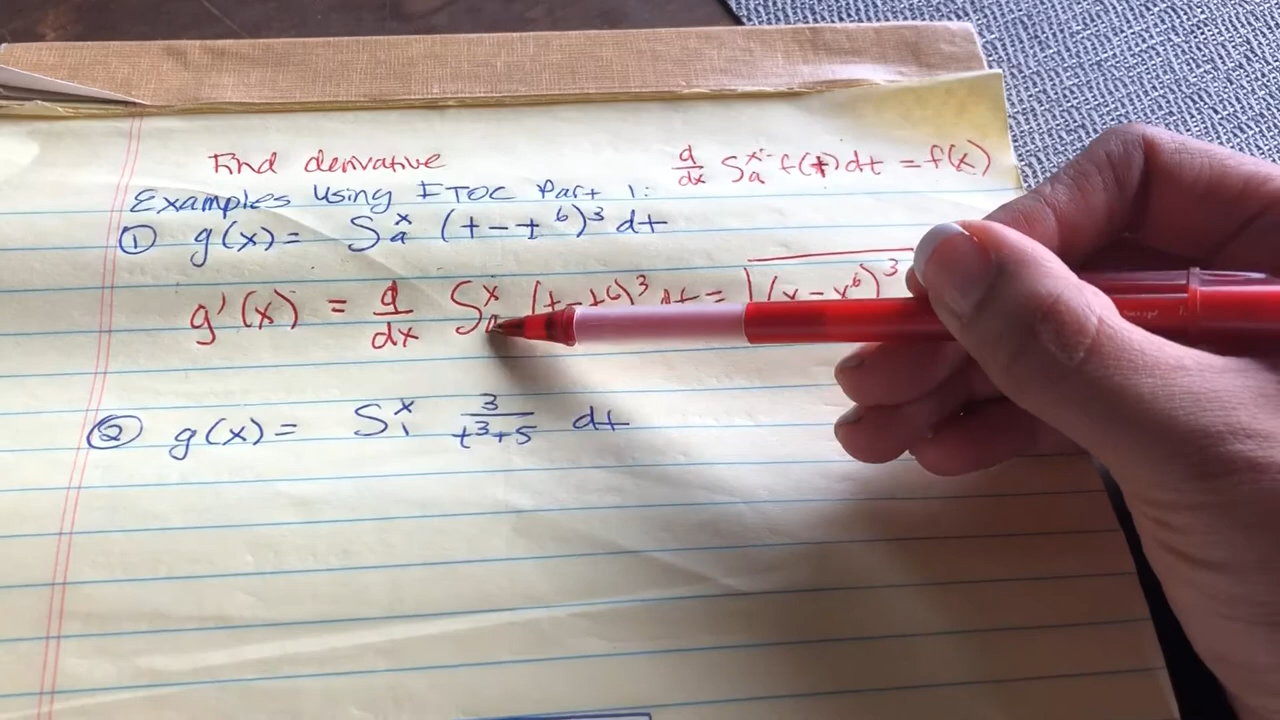 Find derivative
d/dx ∫ₐˣ f(t) dt = f(x)
Examples Using FTOC Part 1:
① g(x) = ∫ₐˣ (t-t⁶)³ dt
g'(x) = d/dx ∫ₐˣ (t-t⁶)³ dt = (x-x⁶)³
② g(x) = ∫₁ˣ 3/(t³+5) dt